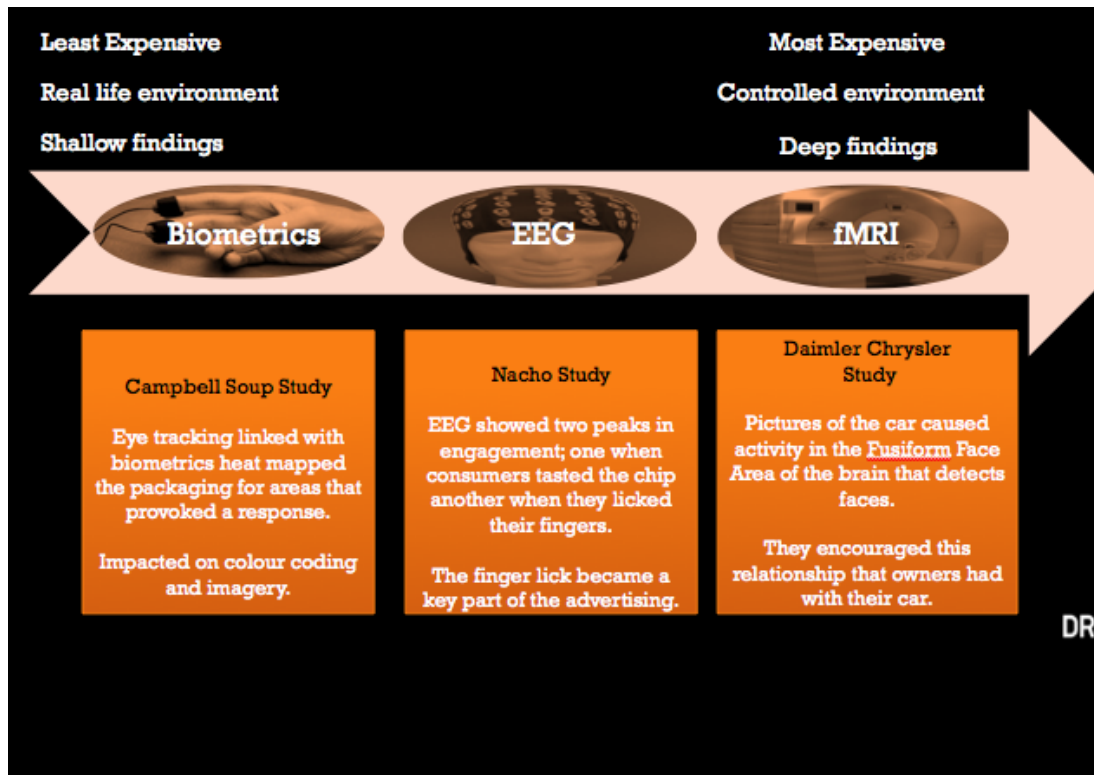 Least Expensive
Real life environment
Shallow findings
Most Expensive
Controlled environment
Deep findings
Biometrics
EEG
fMRI
Campbell Soup Study
Eye tracking linked with
biometrics heat mapped
the packaging for areas that
provoked a response.
Impacted on colour coding
and imagery.
Nacho Study
EEG showed two peaks in
engagement; one when
consumers tasted the chip
another when they licked
their fingers.
The finger lick became a
key part of the advertising.
Daimler Chrysler
Study
Pictures of the car caused
activity in the Fusiform Face
Area of the brain that detects
faces.
They encouraged this
relationship that owners had
with their car.
DR